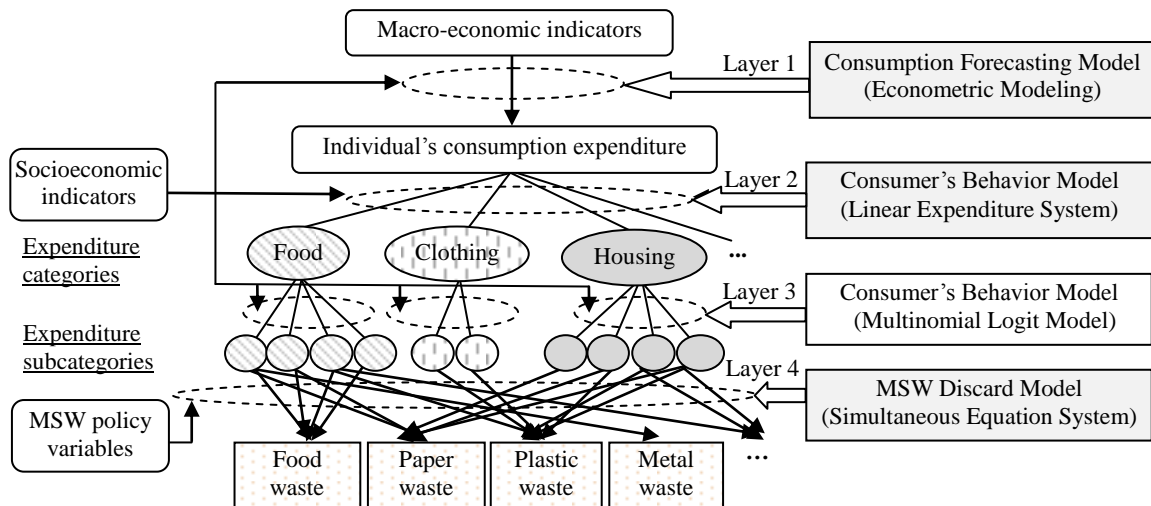 Macro-economic indicators
Layer 1
Consumption Forecasting Model
(Econometric Modeling)
Individual’s consumption expenditure
Socioeconomic
indicators
Layer 2
Consumer’s Behavior Model
(Linear Expenditure System)
Expenditure
categories
Food
Clothing
Housing
...
Layer 3
Consumer’s Behavior Model
(Multinomial Logit Model)
Expenditure
subcategories
Layer 4
MSW Discard Model
(Simultaneous Equation System)
MSW policy
variables
Food
waste
Paper
waste
Plastic
waste
Metal
waste
...